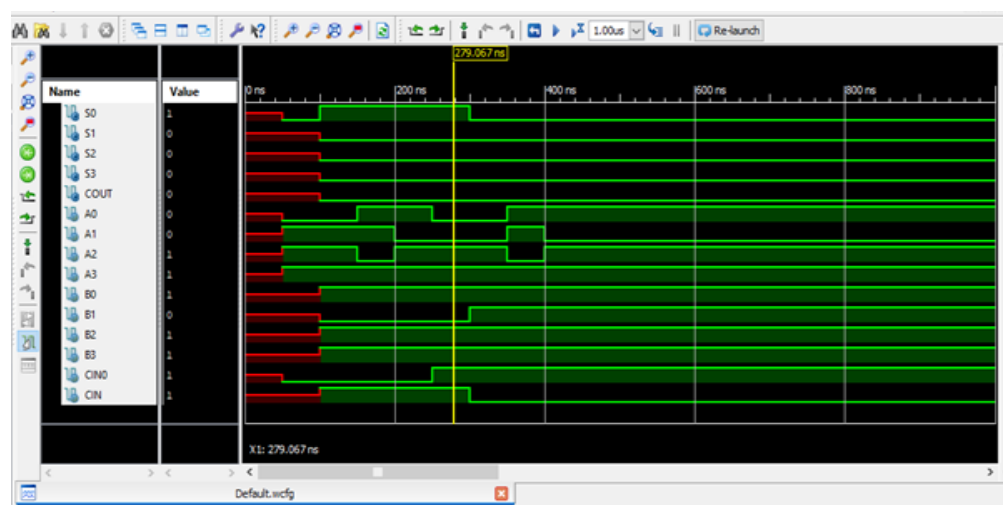 1.00us Re-launch
279.067 ns
Name Value 0 ns 200 ns 400 ns 600 ns 800 ns
S0 1
S1 0
S2 0
S3 0
COUT 0
A0 0
A1 0
A2 1
A3 1
B0 1
B1 0
B2 1
B3 1
CIN0 1
CIN 1
X1: 279.067 ns
Default.wcfg